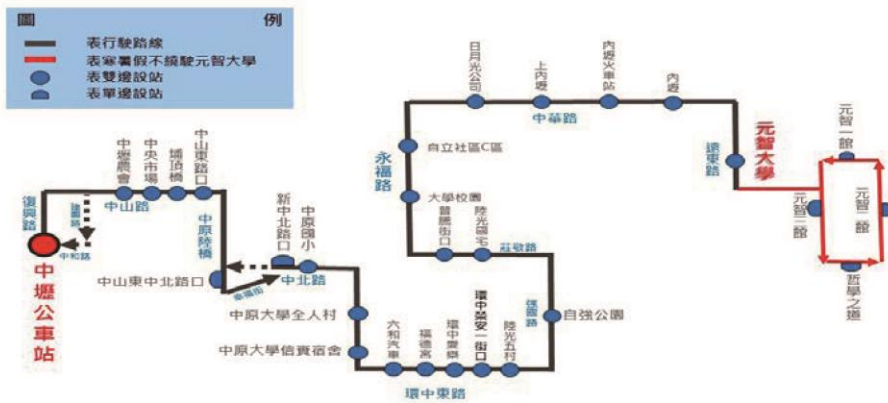 圖 例
表行駛路線
表寒暑假不繞駛元智大學
表雙邊設站
表單邊設站
日月光公司
上內壢
內壢火車站
內壢
中華路
永福路
自立社區C區
大學校園
遠東路
元智大學
元智一館
元智二館
元智三館
哲學之道
中壢農會
中央市場
埔頂橋
中山東路口
復興路
中山路
中和路
中壢公車站
中原陸橋
新中北路口
中原國小
中山東中北路口
中北路
普騰街口
陸光國宅
莊敬路
自強公園
中原大學全人村
中原大學信實宿舍
六和汽車
福德宮
環中愛樂
環中榮安一街口
陸光五村
環中東路